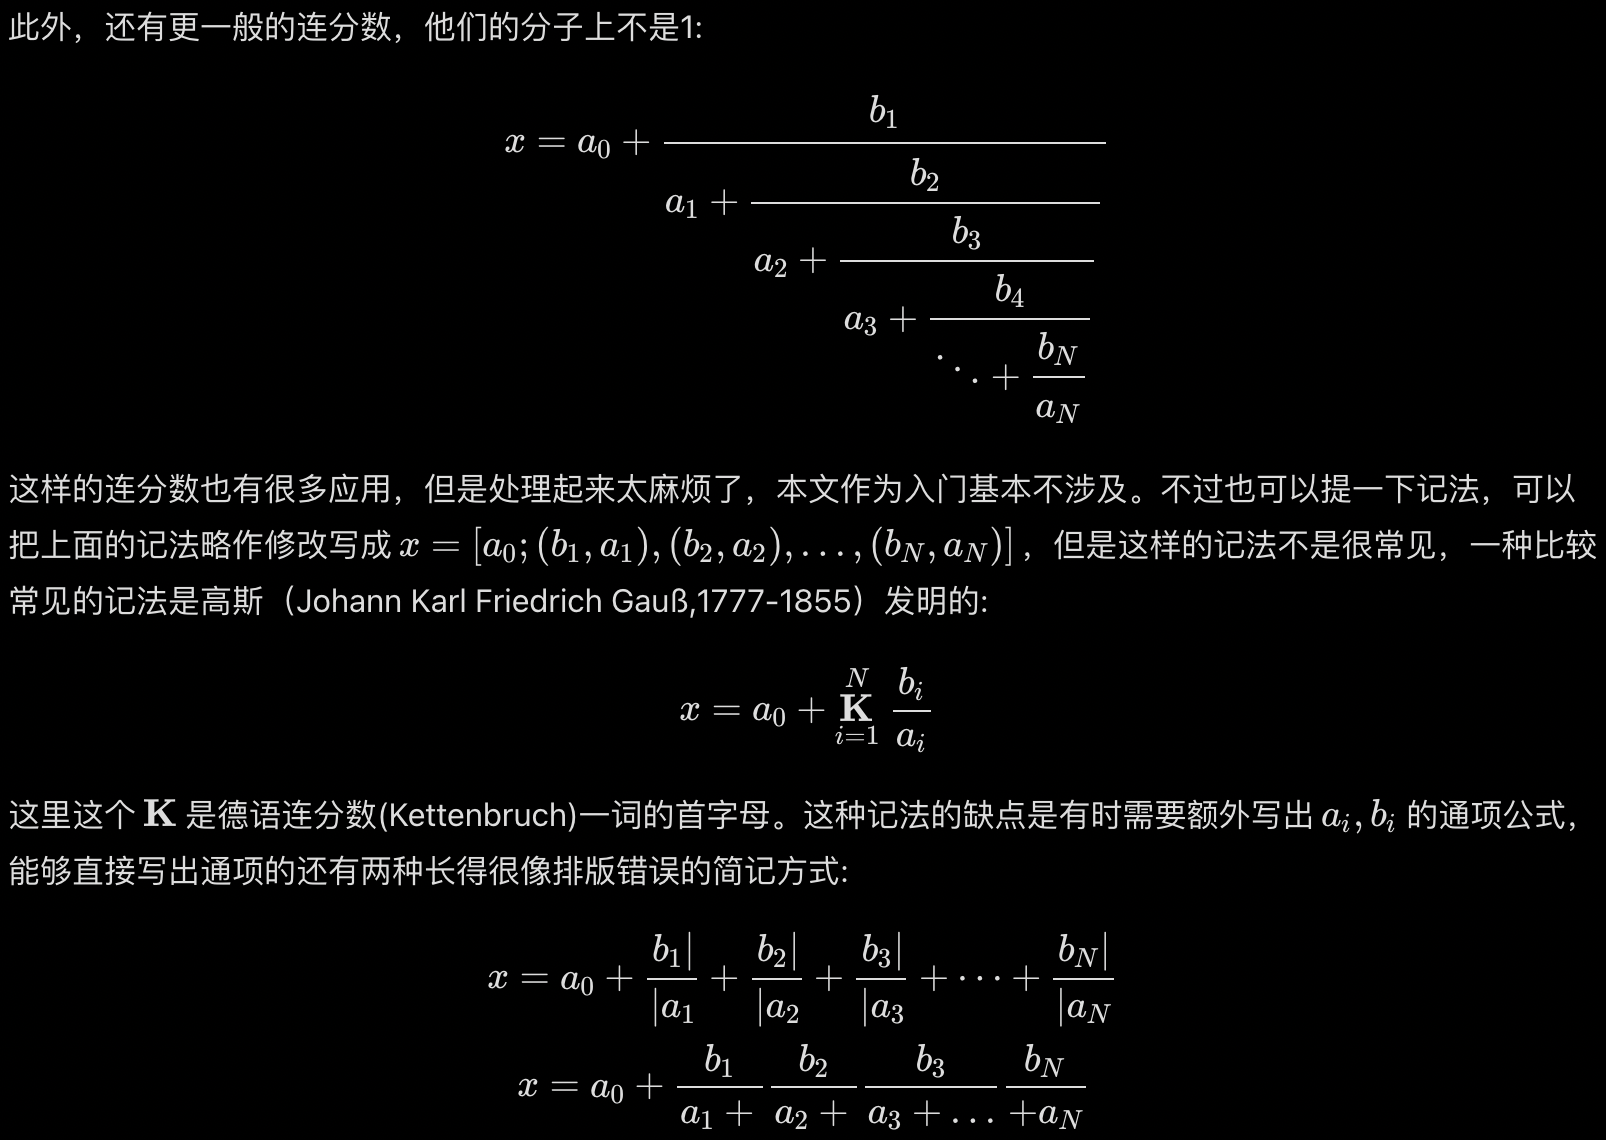 此外，还有更一般的连分数，他们的分子上不是1:
$$x = a_0 + \cfrac{b_1}{a_1 + \cfrac{b_2}{a_2 + \cfrac{b_3}{a_3 + \cfrac{b_4}{\ddots + \cfrac{b_N}{a_N}}}}}$$
这样的连分数也有很多应用，但是处理起来太麻烦了，本文作为入门基本不涉及。不过也可以提一下记法，可以
把上面的记法略作修改写成 $x = [a_0; (b_1, a_1), (b_2, a_2), \ldots, (b_N, a_N)]$，但是这样的记法不是很常见，一种比较
常见的记法是高斯（Johann Karl Friedrich Gauß,1777-1855）发明的:
$$x = a_0 + \overset{N}{\underset{i=1}{\mathbf{K}}} \frac{b_i}{a_i}$$
这里这个 $\mathbf{K}$ 是德语连分数(Kettenbruch)一词的首字母。这种记法的缺点是有时需要额外写出 $a_i, b_i$ 的通项公式，
能够直接写出通项的还有两种长得很像排版错误的简记方式:
$$x = a_0 + \frac{b_1|}{|a_1} + \frac{b_2|}{|a_2} + \frac{b_3|}{|a_3} + \cdots + \frac{b_N|}{|a_N}$$
$$x = a_0 + \frac{b_1}{a_1 +} \frac{b_2}{a_2 +} \frac{b_3}{a_3 + \ldots} \frac{b_N}{+ a_N}$$